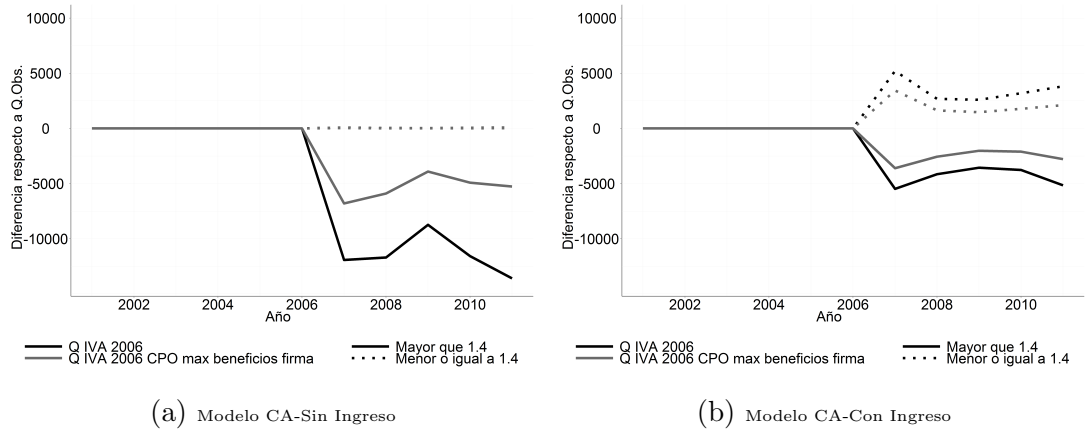 10000
5000
0
-5000
-10000
Diferencia respecto a Q.Obs.
2002 2004 2006 2008 2010
Año
Q IVA 2006
Q IVA 2006 CPO max beneficios firma
Mayor que 1.4
Menor o igual a 1.4
(a) Modelo CA-Sin Ingreso
10000
5000
0
-5000
-10000
Diferencia respecto a Q.Obs.
2002 2004 2006 2008 2010
Año
Q IVA 2006
Q IVA 2006 CPO max beneficios firma
Mayor que 1.4
Menor o igual a 1.4
(b) Modelo CA-Con Ingreso